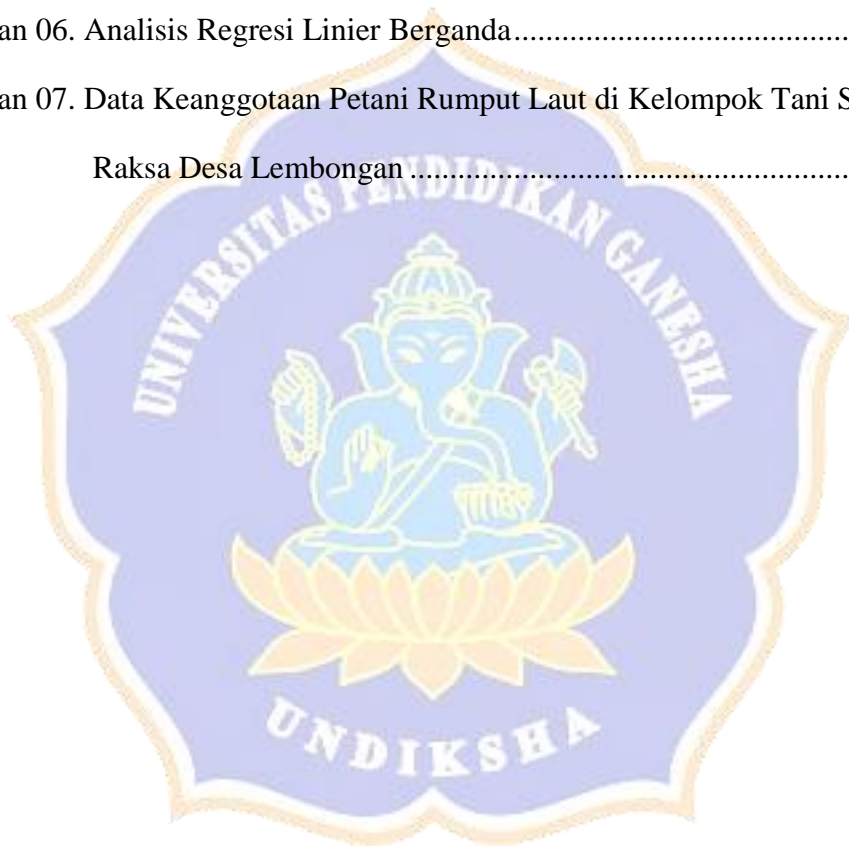 an 06. Analisis Regresi Linier Berganda........................................
an 07. Data Keanggotaan Petani Rumput Laut di Kelompok Tani S
Raksa Desa Lembongan.....................................................
UNIVERSITAS PENDIDIKAN GANESHA
UNDIKSHA